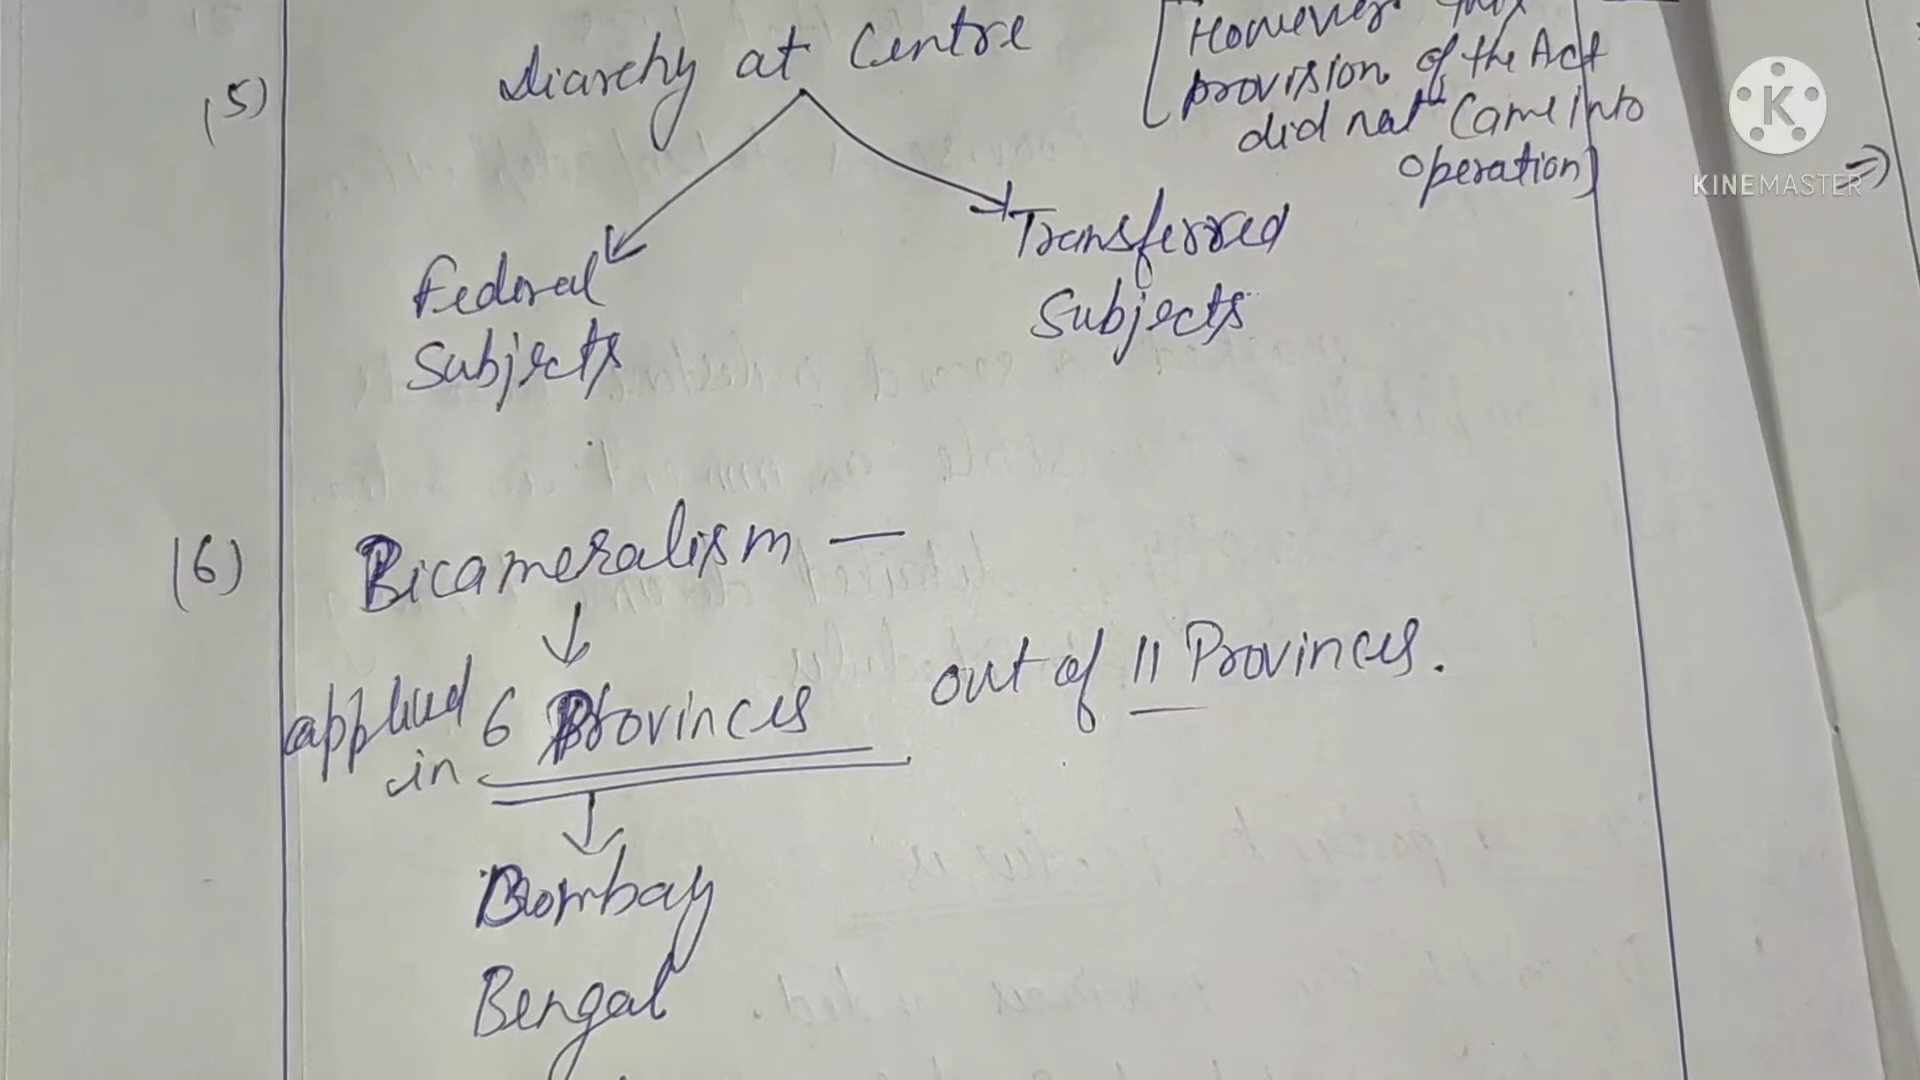 (5) Diarchy at Centre
[However this
provision of the Act
did not came into
operation]
Federal
Subjects
Transferred
Subjects
(6) Bicameralism —
applied in 6 Provinces out of 11 Provinces.
Bombay
Bengal
K
KINEMASTER